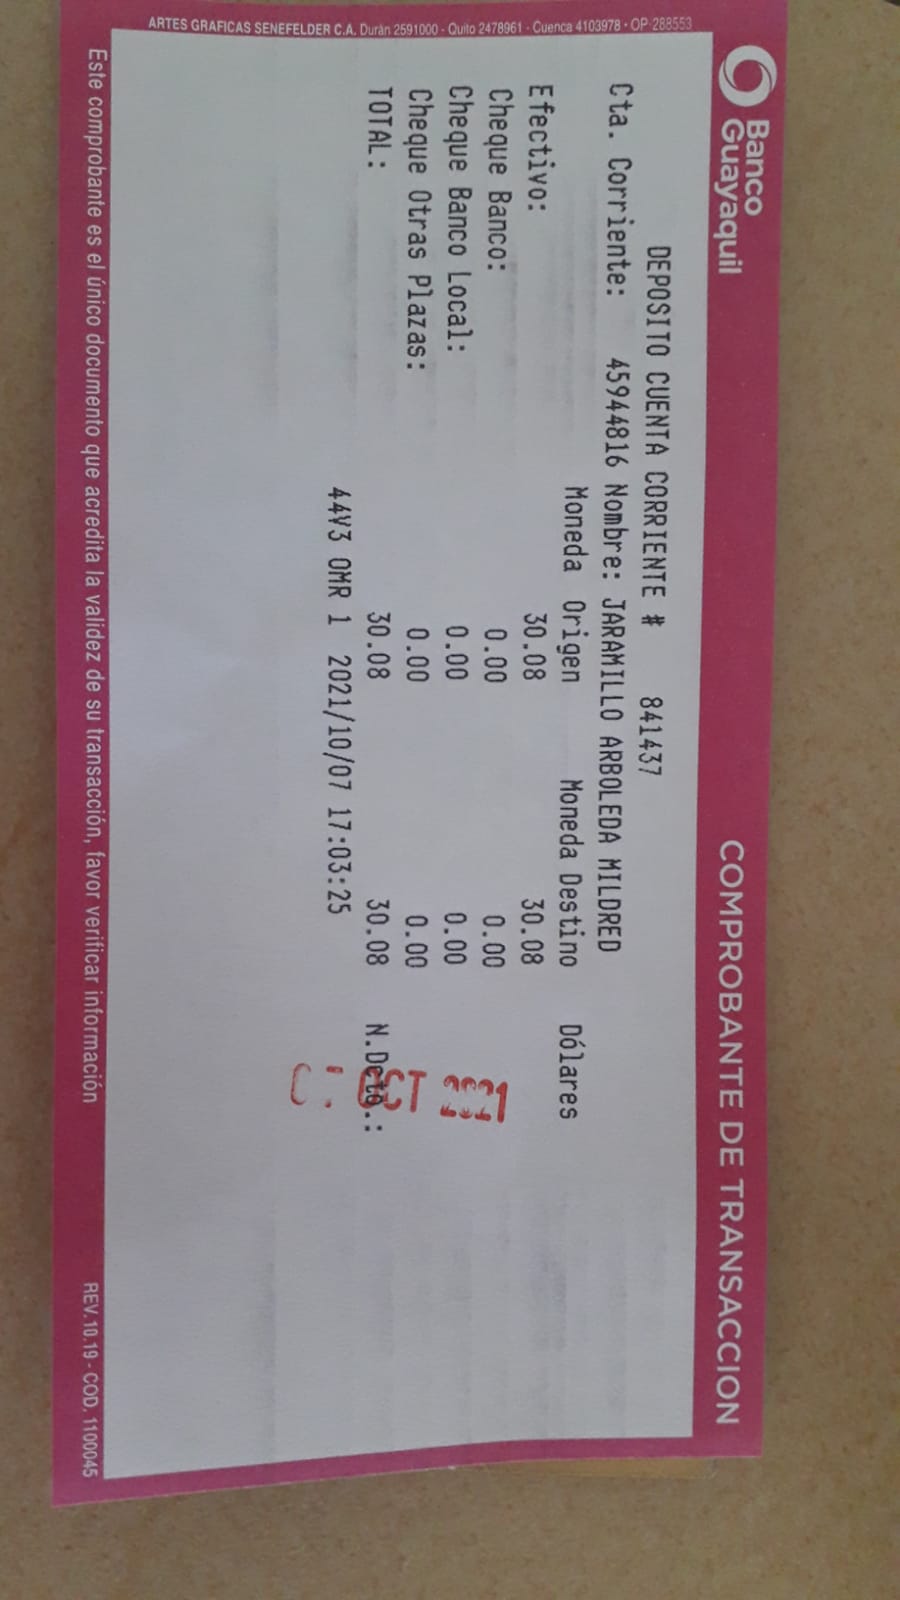 Banco
Guayaquil
COMPROBANTE DE TRANSACCION
DEPOSITO CUENTA CORRIENTE # 841437
Cta. Corriente: 45944816 Nombre: JARAMILLO ARBOLEDA MILDRED
Moneda Origen Moneda Destino Dólares
Efectivo: 30.08 30.08
Cheque Banco: 0.00 0.00
Cheque Banco Local: 0.00 0.00
Cheque Otras Plazas: 0.00 0.00
TOTAL: 30.08 30.08 N.Dcto.:
44V3 OMR 1 2021/10/07 17:03:25
OCT 2021
Este comprobante es el único documento que acredita la validez de su transacción, favor verificar información
REV.10.19 - COD. 1100045
ARTES GRAFICAS SENEFELDER C.A. Durán 2591000 - Quito 2478961 - Cuenca 4103978 • OP-288553